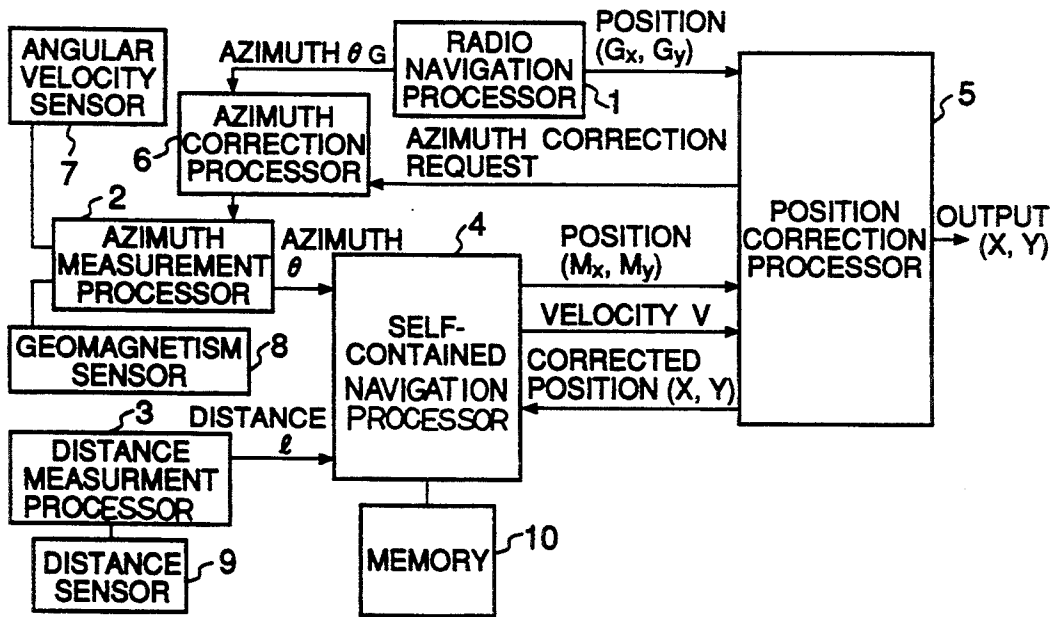 ANGULAR
VELOCITY
SENSOR
7
AZIMUTH θ G
RADIO
NAVIGATION
PROCESSOR
1
POSITION
(Gx, Gy)
5
AZIMUTH
CORRECTION
PROCESSOR
6
AZIMUTH CORRECTION
REQUEST
2
AZIMUTH
MEASUREMENT
PROCESSOR
AZIMUTH
θ
4
POSITION
(Mx, My)
POSITION
CORRECTION
PROCESSOR
OUTPUT
(X, Y)
GEOMAGNETISM
SENSOR
8
SELF-
CONTAINED
NAVIGATION
PROCESSOR
VELOCITY V
CORRECTED
POSITION (X, Y)
3
DISTANCE
MEASURMENT
PROCESSOR
DISTANCE
ℓ
DISTANCE
SENSOR
9
MEMORY
10